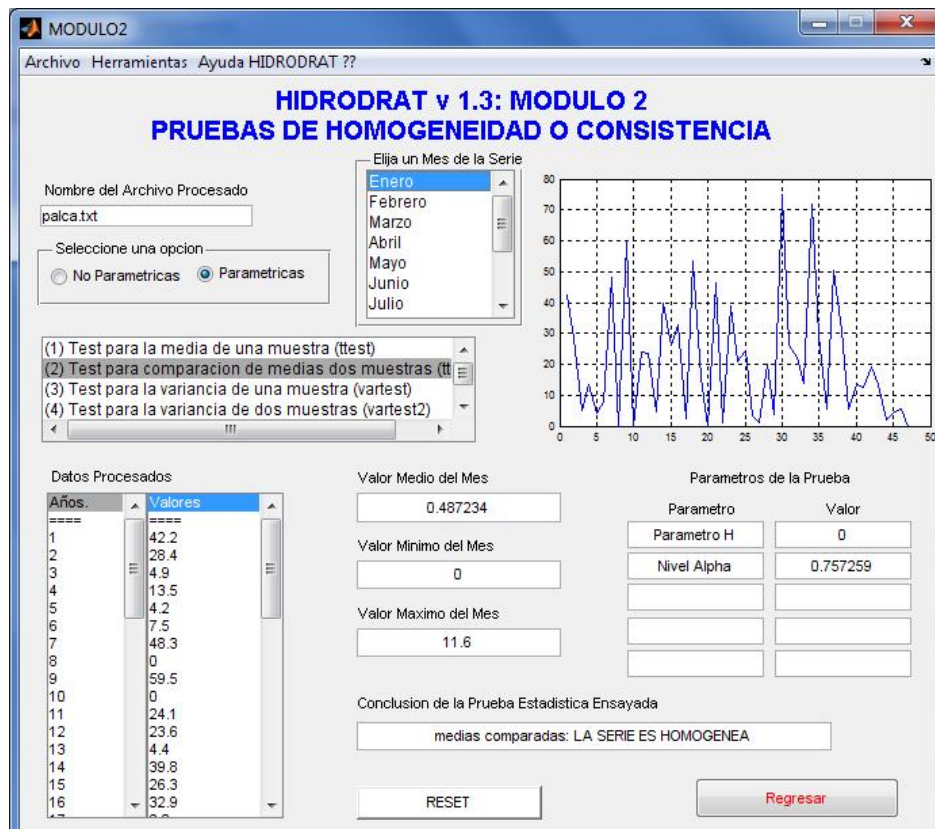 MODULO2
Archivo Herramientas Ayuda HIDRODRAT ??
HIDRODRAT v 1.3: MODULO 2
PRUEBAS DE HOMOGENEIDAD O CONSISTENCIA
Nombre del Archivo Procesado
palca.txt
Seleccione una opcion
No Parametricas
Parametricas
Elija un Mes de la Serie
Enero
Febrero
Marzo
Abril
Mayo
Junio
Julio
80
70
60
50
40
30
20
10
0
0 5 10 15 20 25 30 35 40 45 50
(1) Test para la media de una muestra (ttest)
(2) Test para comparacion de medias dos muestras (tt
(3) Test para la variancia de una muestra (vartest)
(4) Test para la variancia de dos muestras (vartest2)
Datos Procesados
Años. Valores
==== ====
1 42.2
2 28.4
3 4.9
4 13.5
5 4.2
6 7.5
7 48.3
8 0
9 59.5
10 0
11 24.1
12 23.6
13 4.4
14 39.8
15 26.3
16 32.9
Valor Medio del Mes
0.487234
Valor Minimo del Mes
0
Valor Maximo del Mes
11.6
Parametros de la Prueba
Parametro Valor
Parametro H 0
Nivel Alpha 0.757259
Conclusion de la Prueba Estadistica Ensayada
medias comparadas: LA SERIE ES HOMOGENEA
RESET
Regresar